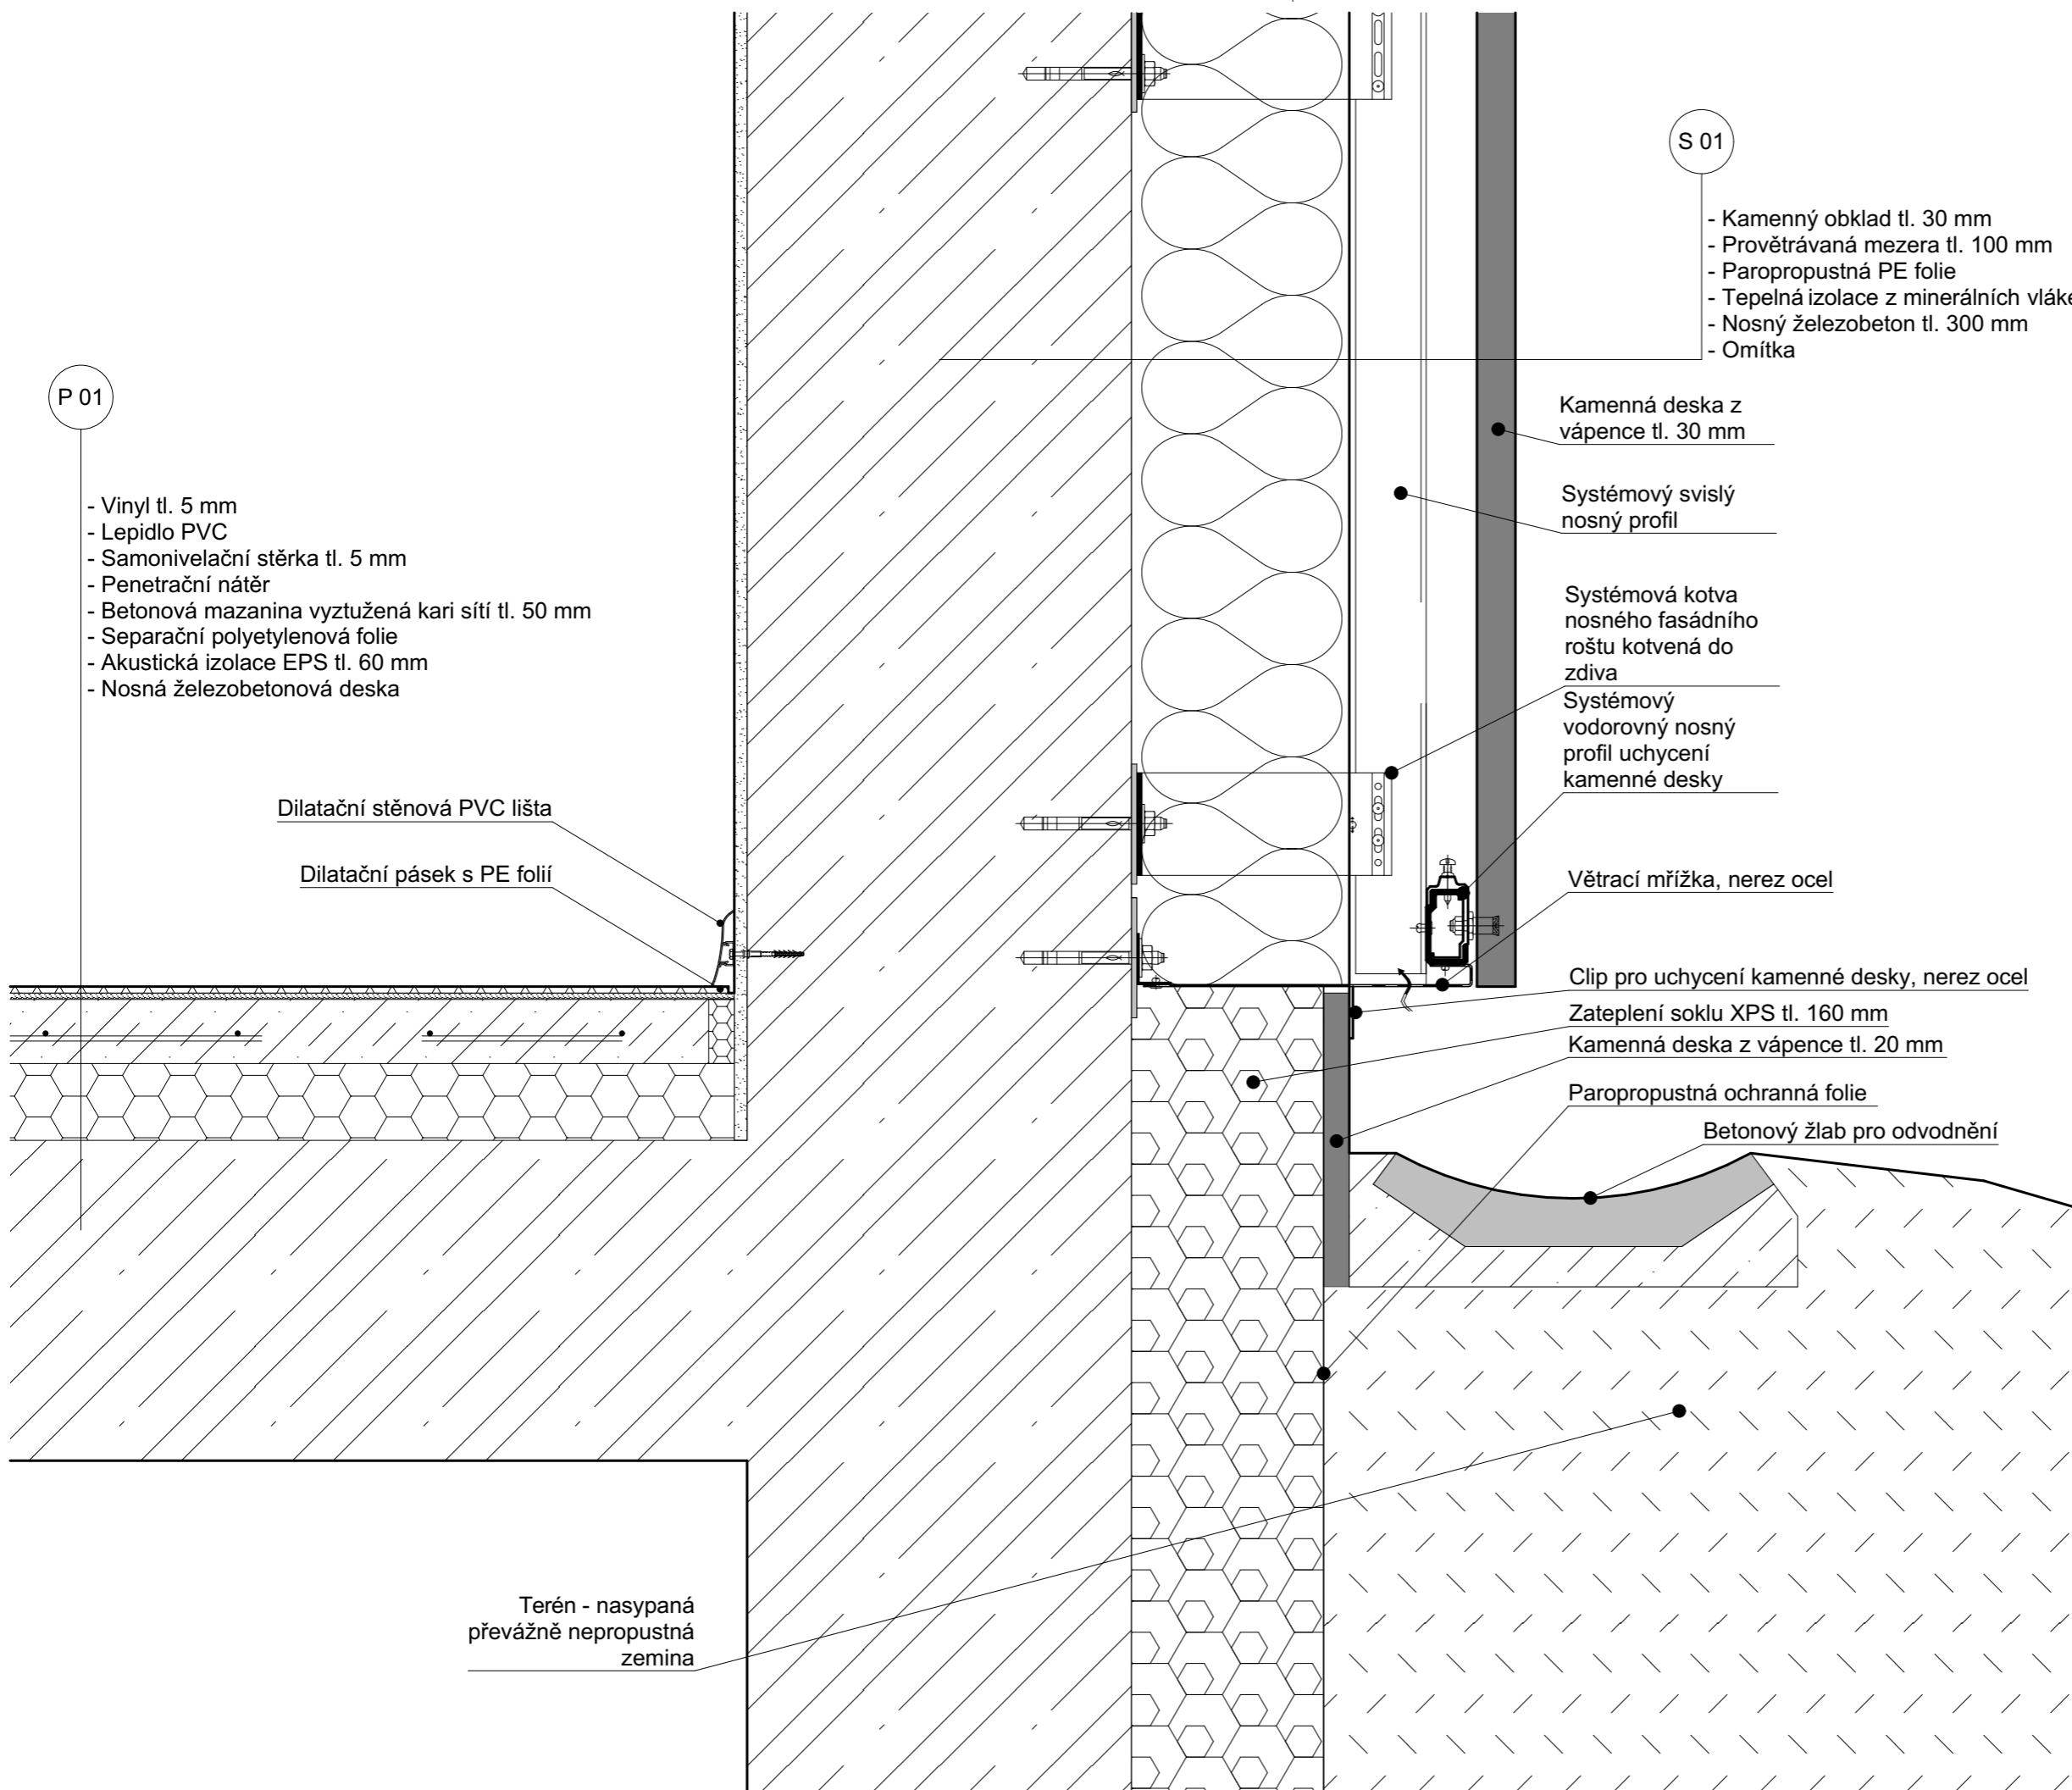 S 01
- Kamenný obklad tl. 30 mm
- Provětrávaná mezera tl. 100 mm
- Paropropustná PE folie
- Tepelná izolace z minerálních
- Nosný železobeton tl. 300 mm
- Omítka
P 01
- Vinyl tl. 5 mm
- Lepidlo PVC
- Samonivelační stěrka tl. 5 mm
- Penetrační nátěr
- Betonová mazanina vyztužená kari sítí tl. 50 mm
- Separační polyetylenová folie
- Akustická izolace EPS tl. 60 mm
- Nosná železobetonová deska
Kamenná deska z
vápence tl. 30 mm
Systémový svislý
nosný profil
Systémová kotva
nosného fasádního
roštu kotvená do
zdiva
Systémový
vodorovný nosný
profil uchycení
kamenné desky
Dilatační stěnová PVC lišta
Dilatační pásek s PE folií
Větrací mřížka, nerez ocel
Clip pro uchycení kamenné desky, nerez ocel
Zateplení soklu XPS tl. 160 mm
Kamenná deska z vápence tl. 20 mm
Paropropustná ochranná folie
Betonový žlab pro odvodnění
Terén - nasypaná
převážně nepropustná
zemina